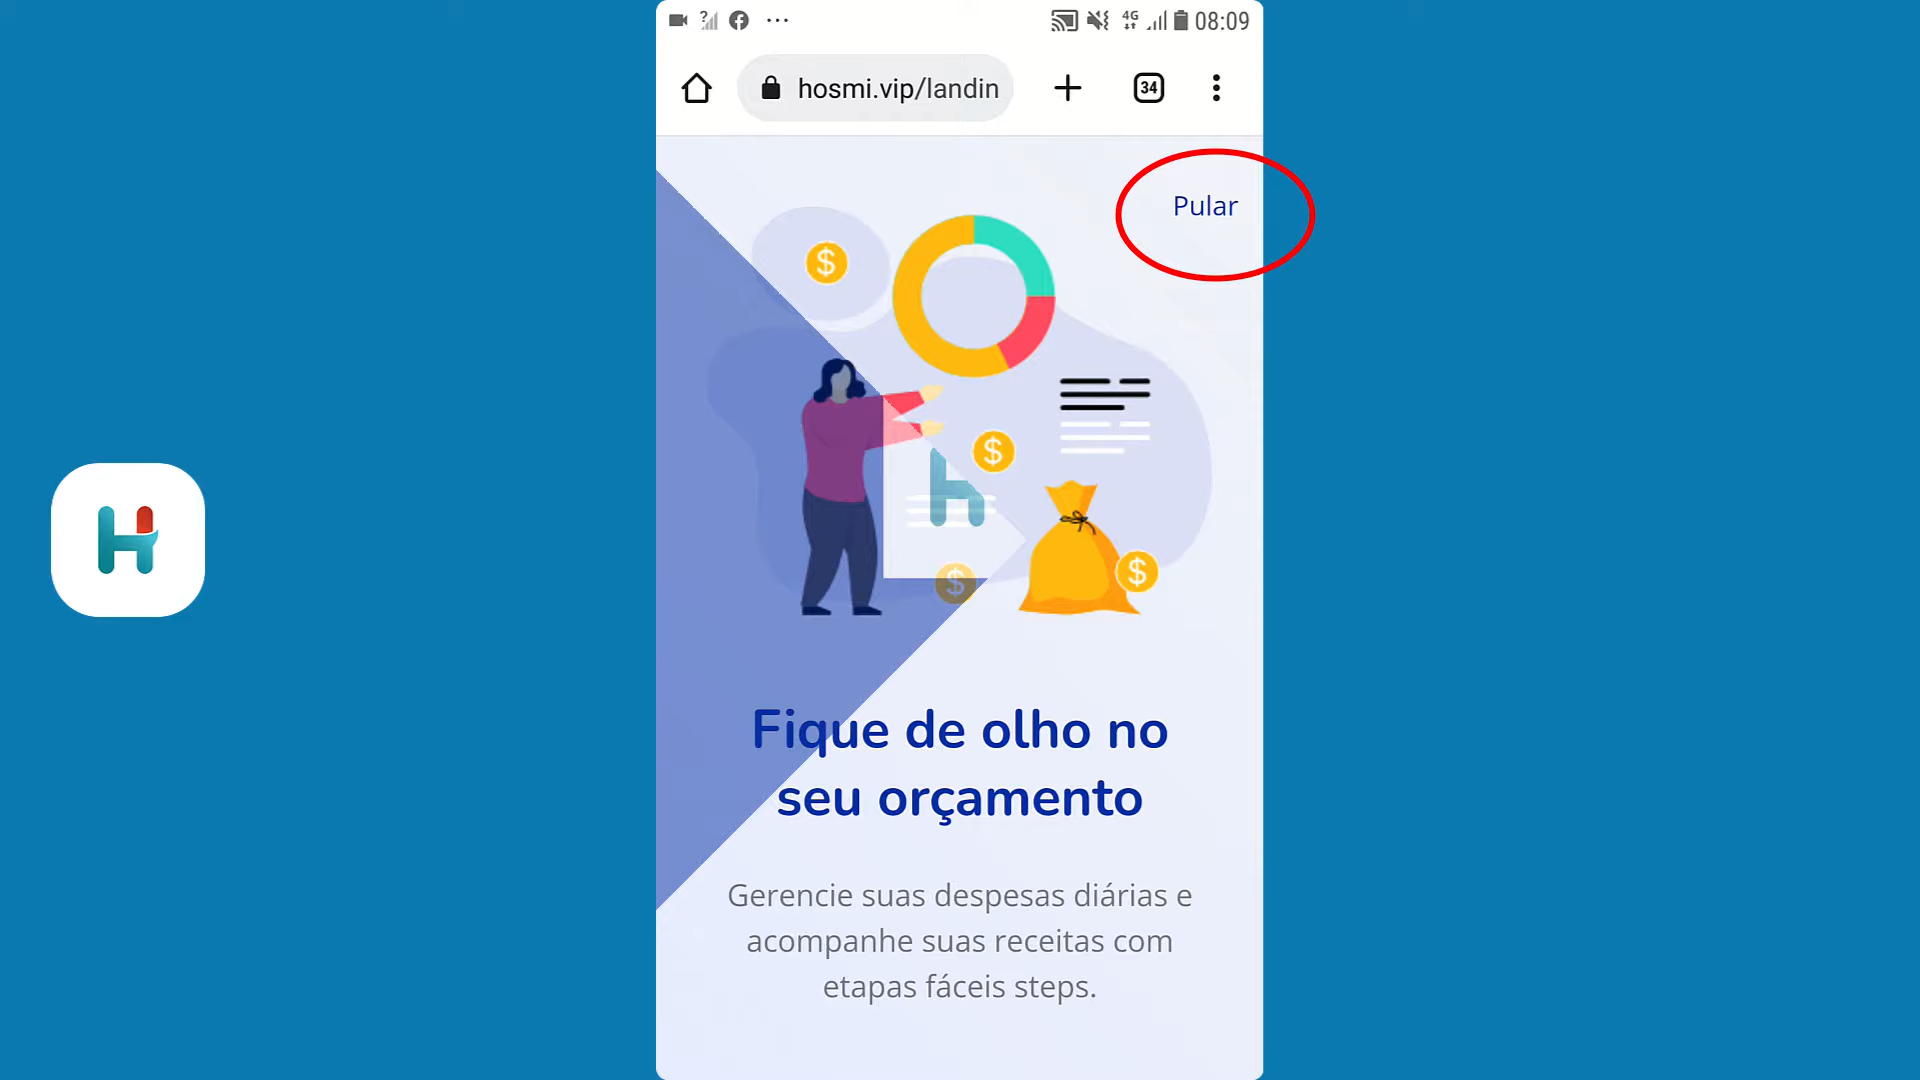 ? 4G 08:09
hosmi.vip/landin 34
Pular
$
$
$
$
h
H
Fique de olho no
seu orçamento
Gerencie suas despesas diárias e
acompanhe suas receitas com
etapas fáceis steps.